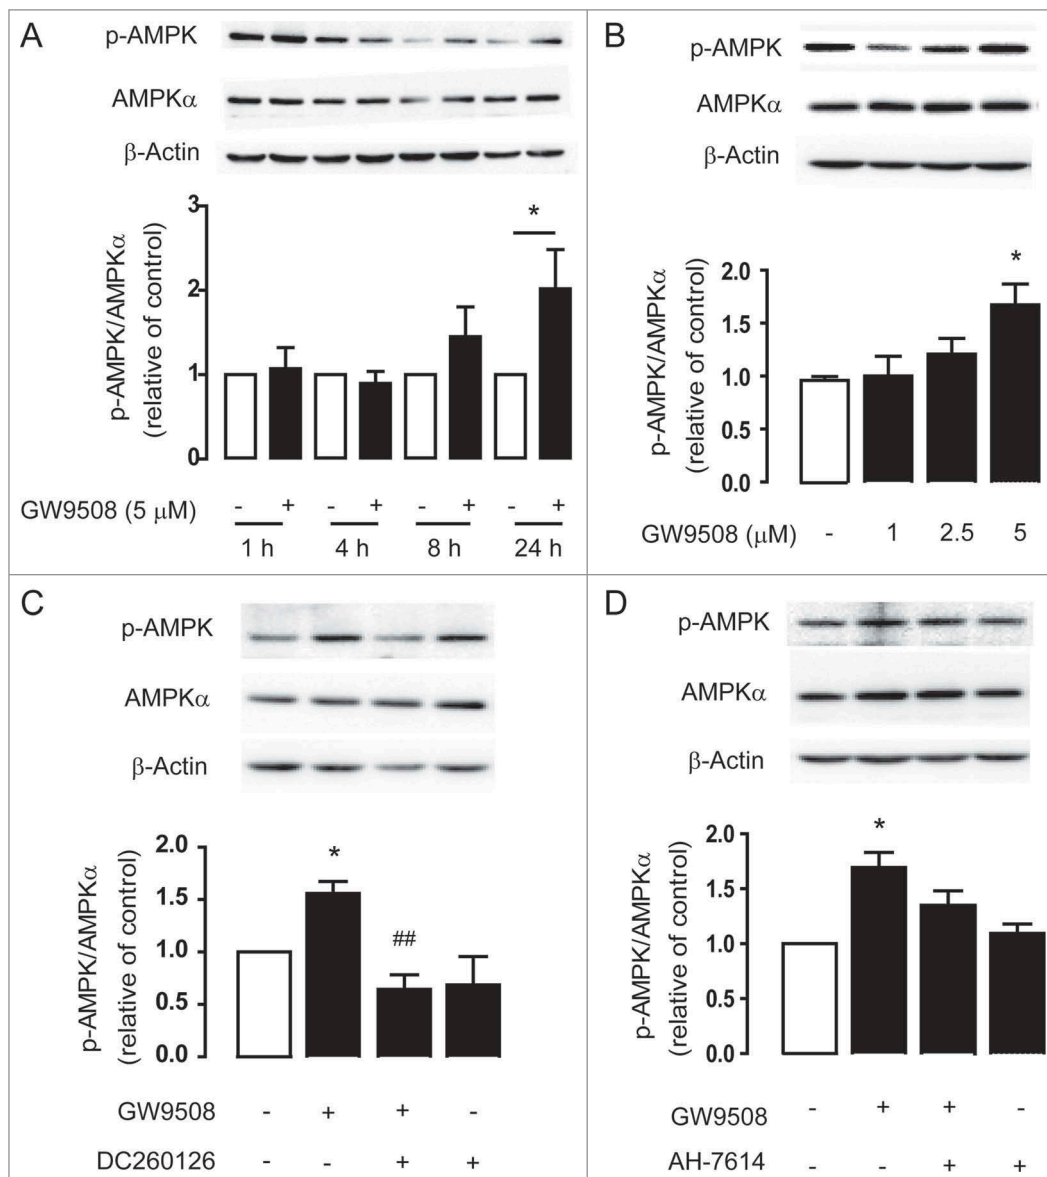 A
p-AMPK
AMPKα
β-Actin
p-AMPK/AMPKα
(relative of control)
3
2
1
0
*
GW9508 (5 μM)
- + - + - + - +
1 h 4 h 8 h 24 h
B
p-AMPK
AMPKα
β-Actin
p-AMPK/AMPKα
(relative of control)
2.0
1.5
1.0
0.5
0.0
*
GW9508 (μM) - 1 2.5 5
C
p-AMPK
AMPKα
β-Actin
p-AMPK/AMPKα
(relative of control)
2.0
1.5
1.0
0.5
0.0
*
##
GW9508 - + + -
DC260126 - - + +
D
p-AMPK
AMPKα
β-Actin
p-AMPK/AMPKα
(relative of control)
2.0
1.5
1.0
0.5
0.0
*
GW9508 - + + -
AH-7614 - - + +